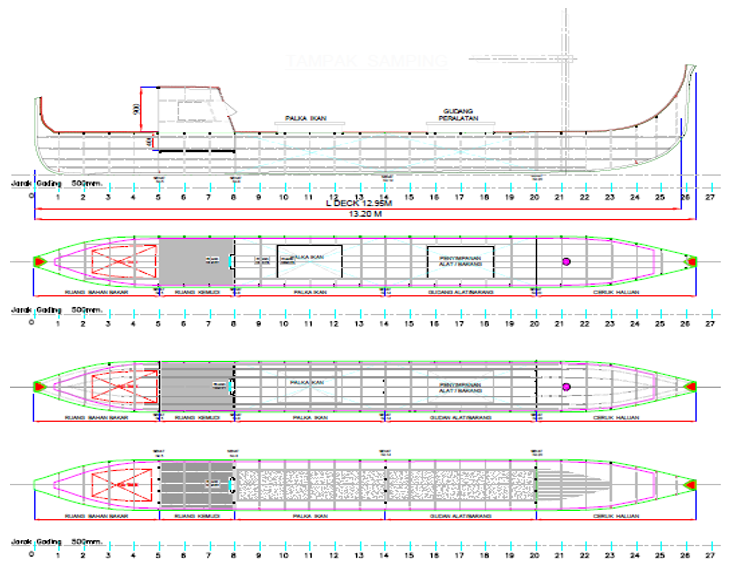 TAMPAK SAMPING
900
PALKA IKAN
GUDANG
PERALATAN
Jarak Gading 500mm.
0 1 2 3 4 5 6 7 8 9 10 11 12 13 14 15 16 17 18 19 20 21 22 23 24 25 26 27
L DECK 12.95M
13.20 M
PALKA IKAN
PENYIMPANAN
ALAT / BARANG
RUANG BAHAN BAKAR RUANG KEMUDI PALKA IKAN GUDANG ALAT/BARANG CERUK HALUAN
Jarak Gading 500mm.
0 1 2 3 4 5 6 7 8 9 10 11 12 13 14 15 16 17 18 19 20 21 22 23 24 25 26 27
PALKA IKAN
PENYIMPANAN
ALAT / BARANG
RUANG BAHAN BAKAR RUANG KEMUDI PALKA IKAN GUDAN ALAT/BARANG CERUK HALUAN
RUANG BAHAN BAKAR RUANG KEMUDI PALKA IKAN GUDANG ALAT/BARANG CERUK HALUAN
Jarak Gading 500mm.
0 1 2 3 4 5 6 7 8 9 10 11 12 13 14 15 16 17 18 19 20 21 22 23 24 25 26 27